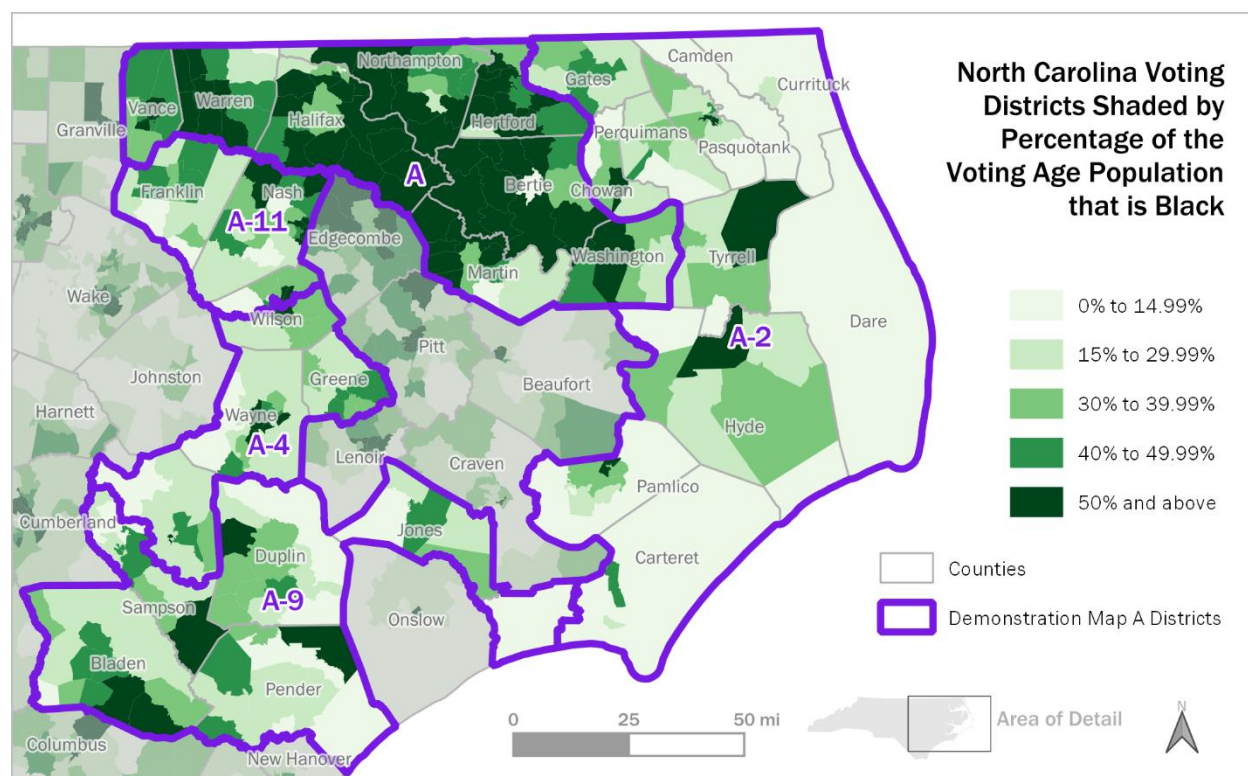 North Carolina Voting
Districts Shaded by
Percentage of the
Voting Age Population
that is Black
0% to 14.99%
15% to 29.99%
30% to 39.99%
40% to 49.99%
50% and above
Counties
Demonstration Map A Districts
Area of Detail
N
0
25
50 mi
Camden
Currituck
Northampton
Gates
Vance
Warren
Halifax
Hertford
Granville
Perquimans
Pasquotank
A
Bertie
Chowan
Franklin
Nash
A-11
Edgecombe
Washington
Tyrrell
Martin
Wake
Wilson
Dare
A-2
Pitt
Johnston
Greene
Beaufort
Harnett
Wayne
Hyde
A-4
Lenoir
Craven
Pamlico
Cumberland
Jones
Duplin
Carteret
A-9
Sampson
Onslow
Bladen
Pender
Columbus
New Hanover